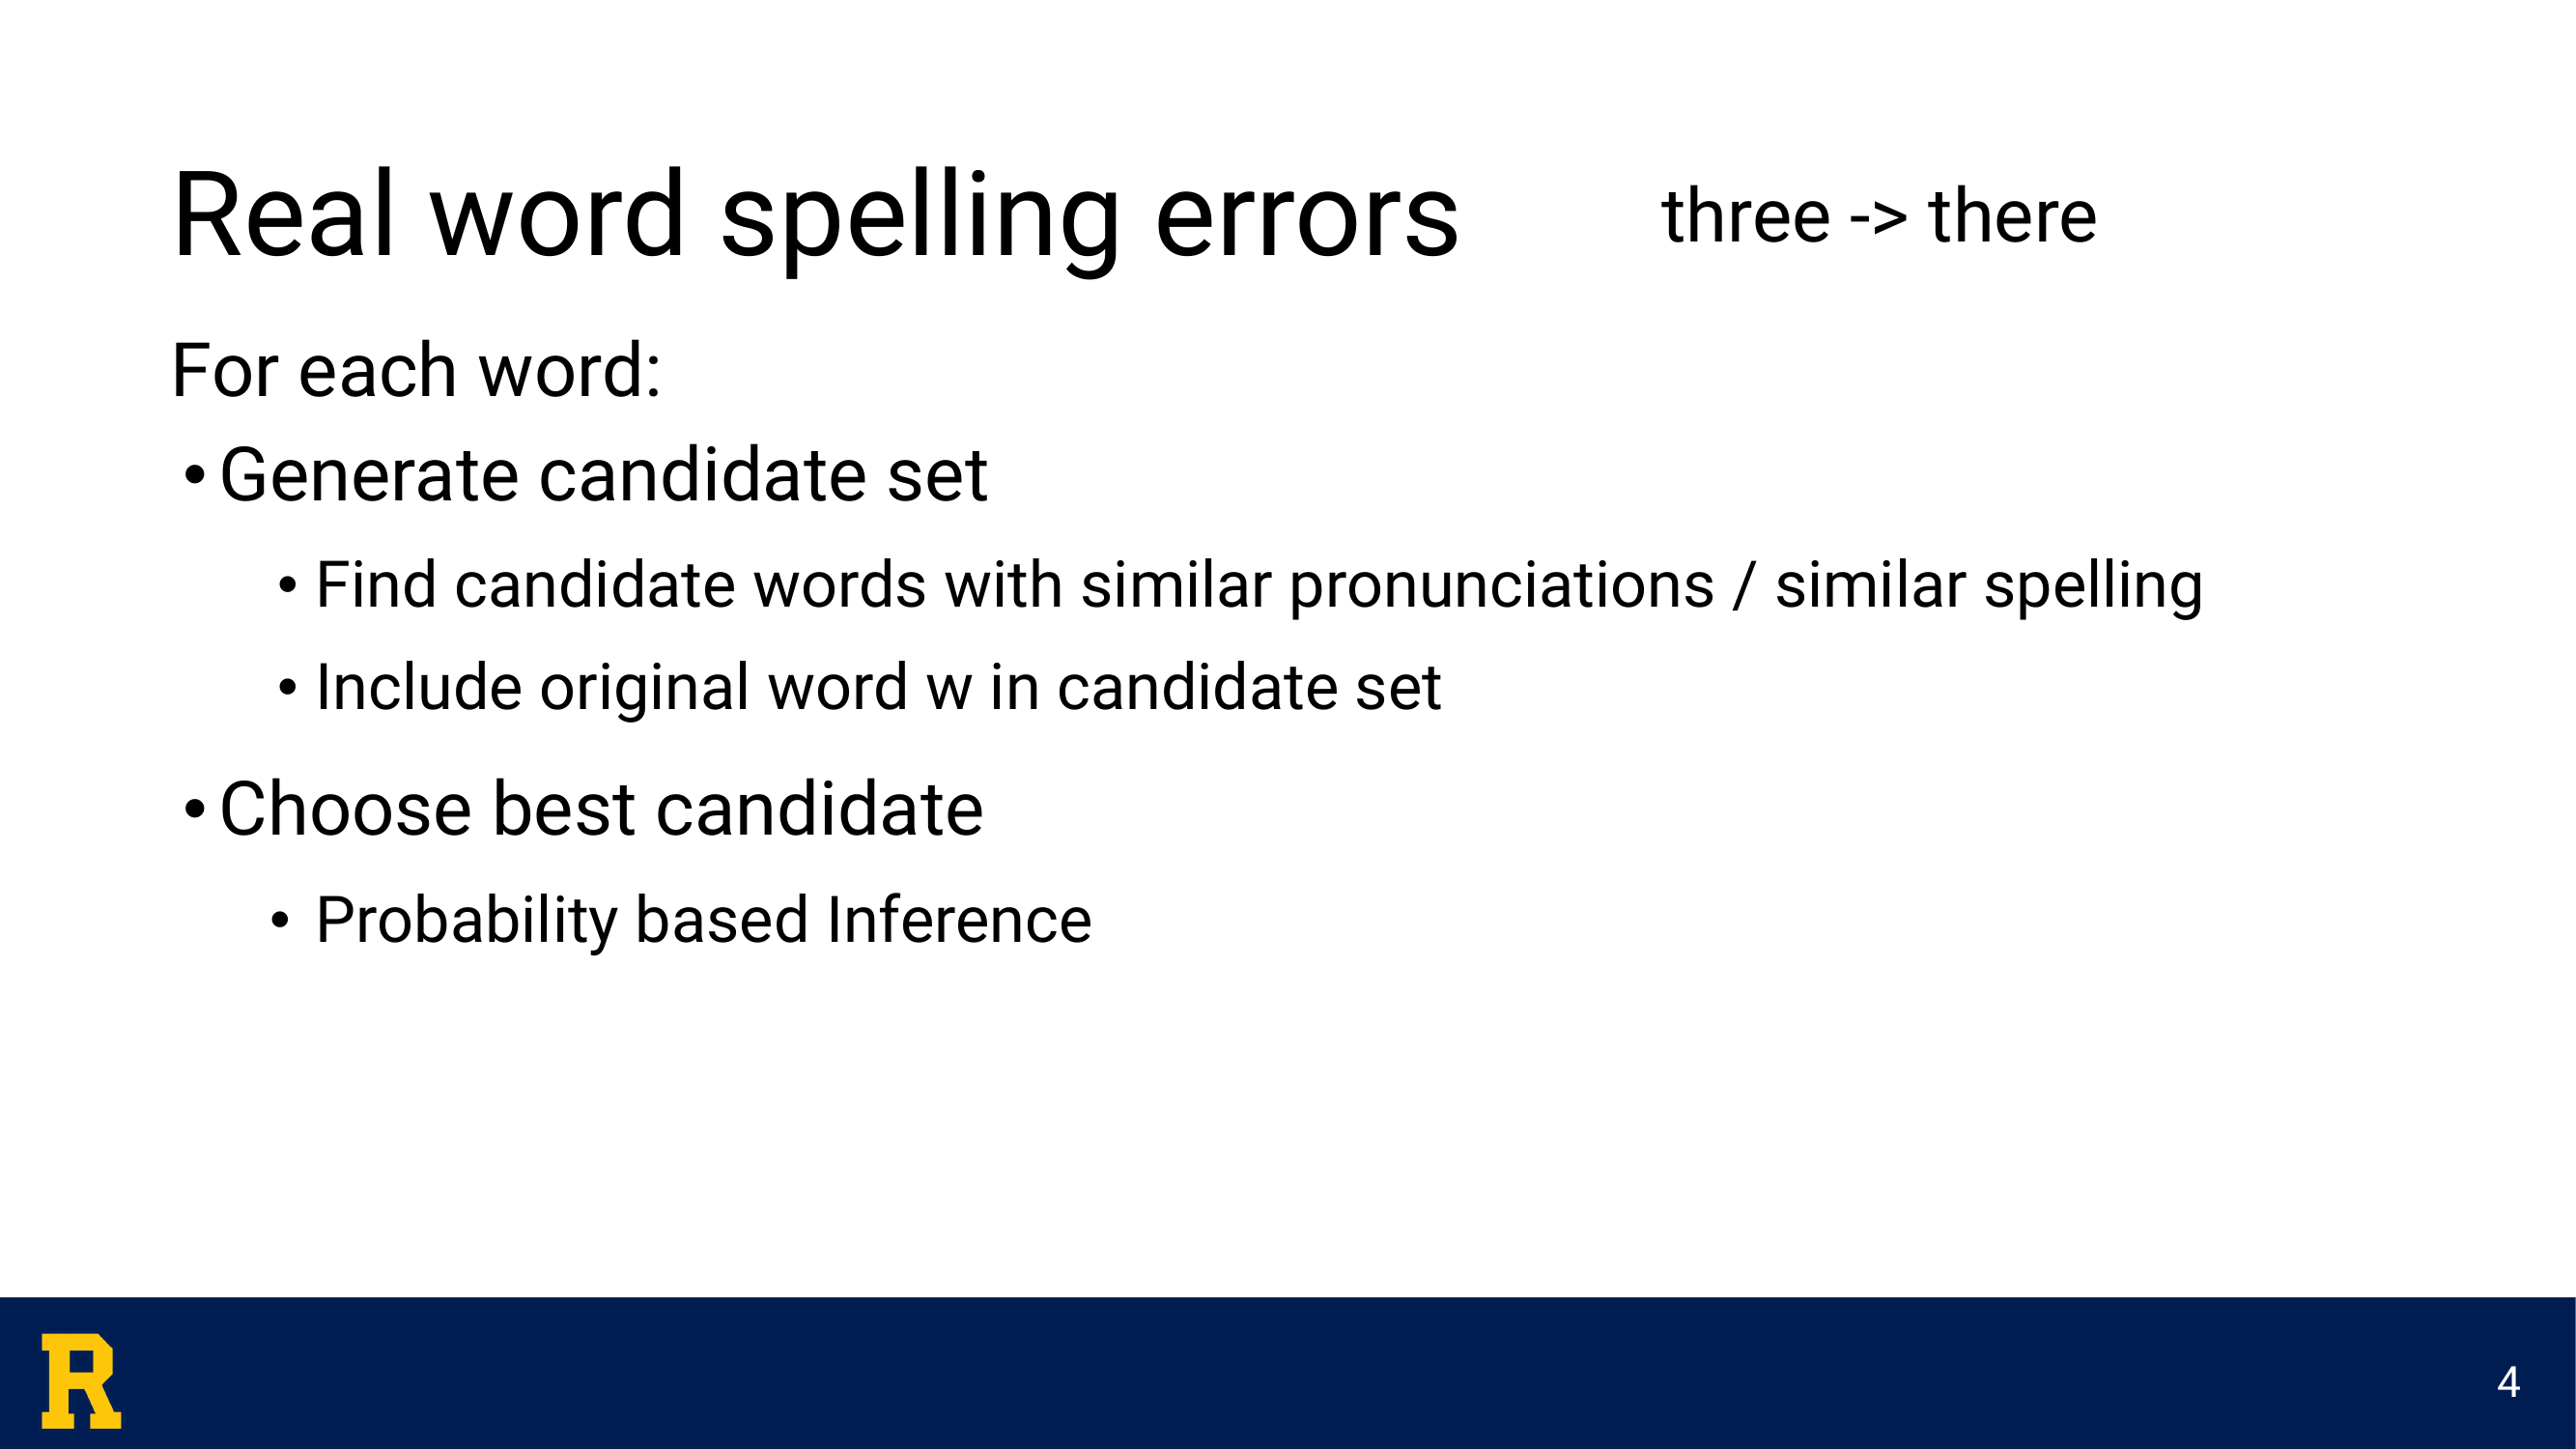 Real word spelling errors
three -> there
For each word:
• Generate candidate set
• Find candidate words with similar pronunciations / similar spelling
• Include original word w in candidate set
• Choose best candidate
• Probability based Inference
R
4